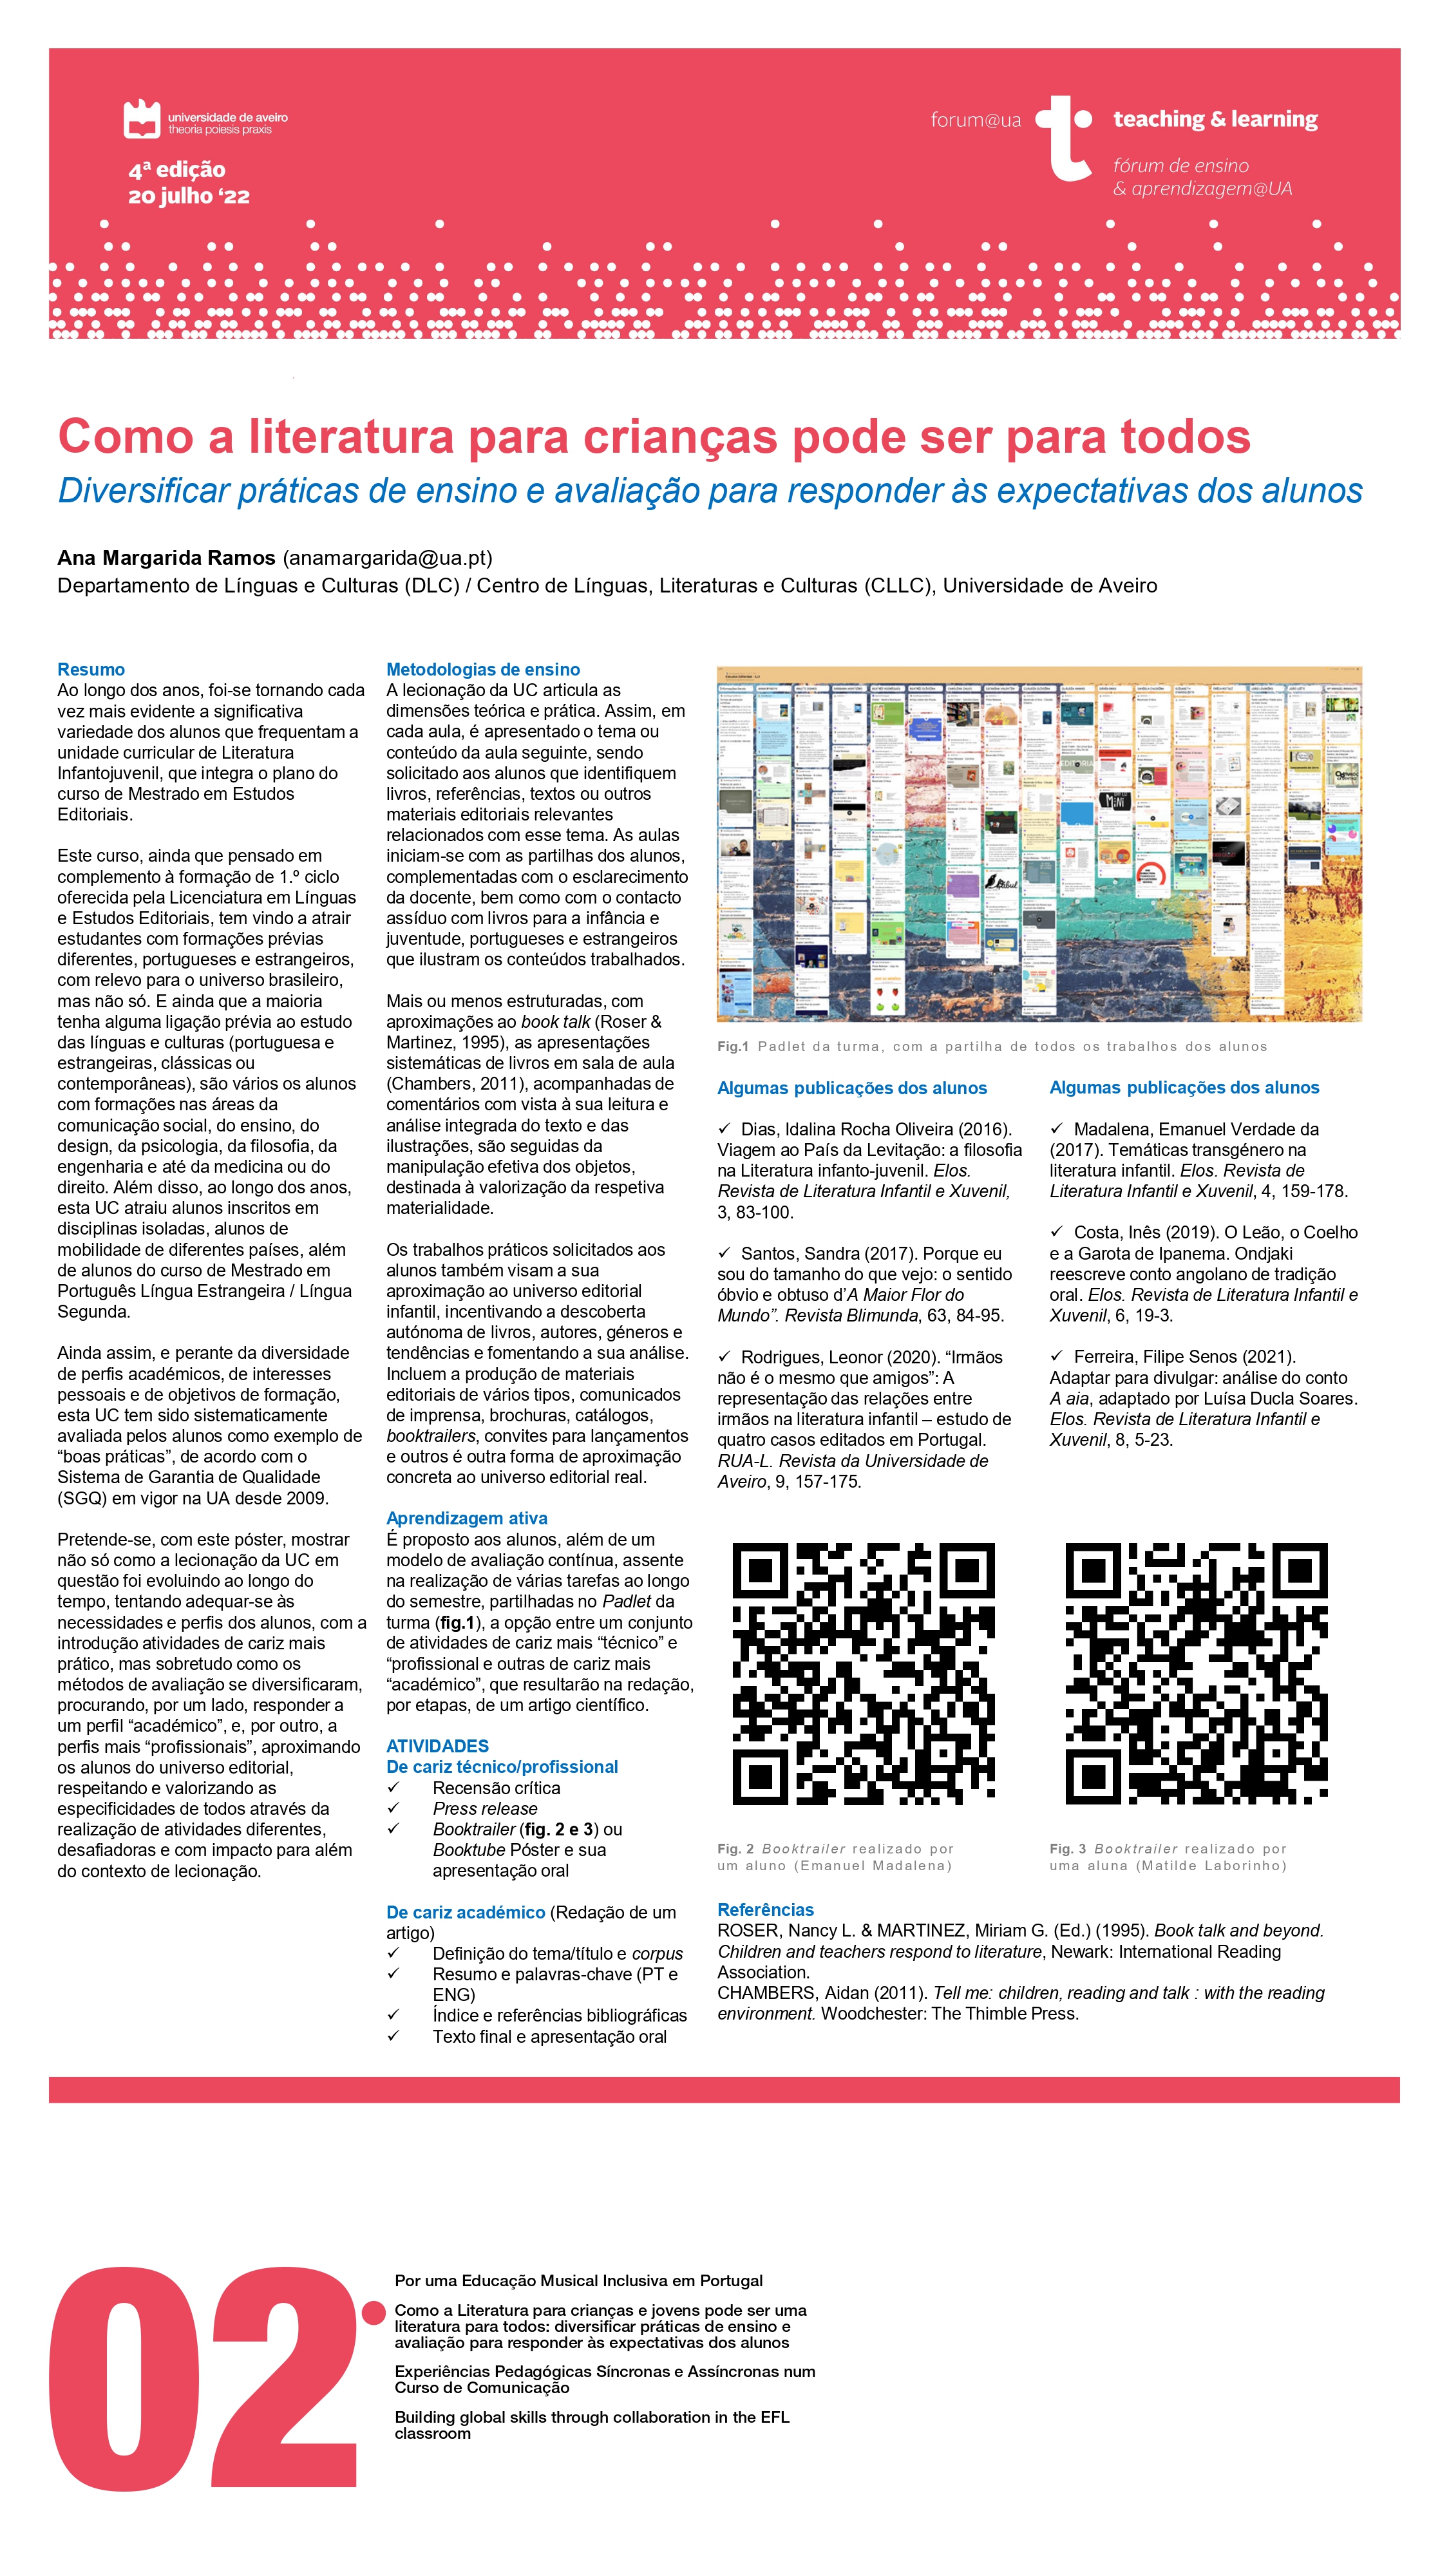 universidade de aveiro
theoria poiesis praxis
4ª edição
20 julho ‘22
forum@ua
teaching & learning
fórum de ensino
& aprendizagem@UA
Como a literatura para crianças pode ser para todos
Diversificar práticas de ensino e avaliação para responder às expectativas dos alunos
Ana Margarida Ramos (anamargarida@ua.pt)
Departamento de Línguas e Culturas (DLC) / Centro de Línguas, Literaturas e Culturas (CLLC), Universidade de Aveiro
Resumo
Ao longo dos anos, foi-se tornando cada
vez mais evidente a significativa
variedade dos alunos que frequentam a
unidade curricular de Literatura
Infantojuvenil, que integra o plano do
curso de Mestrado em Estudos
Editoriais.
Este curso, ainda que pensado em
complemento à formação de 1.º ciclo
oferecida pela Licenciatura em Línguas
e Estudos Editoriais, tem vindo a atrair
estudantes com formações prévias
diferentes, portugueses e estrangeiros,
com relevo para o universo brasileiro,
mas não só. E ainda que a maioria
tenha alguma ligação prévia ao estudo
das línguas e culturas (portuguesa e
estrangeiras, clássicas ou
contemporâneas), são vários os alunos
com formações nas áreas da
comunicação social, do ensino, do
design, da psicologia, da filosofia, da
engenharia e até da medicina ou do
direito. Além disso, ao longo dos anos,
esta UC atraiu alunos inscritos em
disciplinas isoladas, alunos de
mobilidade de diferentes países, além
de alunos do curso de Mestrado em
Português Língua Estrangeira / Língua
Segunda.
Ainda assim, e perante da diversidade
de perfis académicos, de interesses
pessoais e de objetivos de formação,
esta UC tem sido sistematicamente
avaliada pelos alunos como exemplo de
“boas práticas”, de acordo com o
Sistema de Garantia de Qualidade
(SGQ) em vigor na UA desde 2009.
Pretende-se, com este póster, mostrar
não só como a lecionação da UC em
questão foi evoluindo ao longo do
tempo, tentando adequar-se às
necessidades e perfis dos alunos, com a
introdução atividades de cariz mais
prático, mas sobretudo como os
métodos de avaliação se diversificaram,
procurando, por um lado, responder a
um perfil “académico”, e, por outro, a
perfis mais “profissionais”, aproximando
os alunos do universo editorial,
respeitando e valorizando as
especificidades de todos através da
realização de atividades diferentes,
desafiadoras e com impacto para além
do contexto de lecionação.
Metodologias de ensino
A lecionação da UC articula as
dimensões teórica e prática. Assim, em
cada aula, é apresentado o tema ou
conteúdo da aula seguinte, sendo
solicitado aos alunos que identifiquem
livros, referências, textos ou outros
materiais editoriais relevantes
relacionados com esse tema. As aulas
iniciam-se com as partilhas dos alunos,
complementadas com o esclarecimento
da docente, bem como com o contacto
assíduo com livros para a infância e
juventude, portugueses e estrangeiros
que ilustram os conteúdos trabalhados.
Mais ou menos estruturadas, com
aproximações ao book talk (Roser &
Martinez, 1995), as apresentações
sistemáticas de livros em sala de aula
(Chambers, 2011), acompanhadas de
comentários com vista à sua leitura e
análise integrada do texto e das
ilustrações, são seguidas da
manipulação efetiva dos objetos,
destinada à valorização da respetiva
materialidade.
Os trabalhos práticos solicitados aos
alunos também visam a sua
aproximação ao universo editorial
infantil, incentivando a descoberta
autónoma de livros, autores, géneros e
tendências e fomentando a sua análise.
Incluem a produção de materiais
editoriais de vários tipos, comunicados
de imprensa, brochuras, catálogos,
booktrailers, convites para lançamentos
e outros é outra forma de aproximação
concreta ao universo editorial real.
Aprendizagem ativa
É proposto aos alunos, além de um
modelo de avaliação contínua, assente
na realização de várias tarefas ao longo
do semestre, partilhadas no Padlet da
turma (fig.1), a opção entre um conjunto
de atividades de cariz mais “técnico” e
“profissional e outras de cariz mais
“académico”, que resultarão na redação,
por etapas, de um artigo científico.
ATIVIDADES
De cariz técnico/profissional
✓ Recensão crítica
✓ Press release
✓ Booktrailer (fig. 2 e 3) ou
Booktube Póster e sua
apresentação oral
De cariz académico (Redação de um
artigo)
✓ Definição do tema/título e corpus
✓ Resumo e palavras-chave (PT e
ENG)
✓ Índice e referências bibliográficas
✓ Texto final e apresentação oral
Fig.1 Padlet da turma, com a partilha de todos os trabalhos dos alunos
Algumas publicações dos alunos
✓ Dias, Idalina Rocha Oliveira (2016).
Viagem ao País da Levitação: a filosofia
na Literatura infanto-juvenil. Elos.
Revista de Literatura Infantil e Xuvenil,
3, 83-100.
✓ Santos, Sandra (2017). Porque eu
sou do tamanho do que vejo: o sentido
óbvio e obtuso d’A Maior Flor do
Mundo”. Revista Blimunda, 63, 84-95.
✓ Rodrigues, Leonor (2020). “Irmãos
não é o mesmo que amigos”: A
representação das relações entre
irmãos na literatura infantil – estudo de
quatro casos editados em Portugal.
RUA-L. Revista da Universidade de
Aveiro, 9, 157-175.
Algumas publicações dos alunos
✓ Madalena, Emanuel Verdade da
(2017). Temáticas transgénero na
literatura infantil. Elos. Revista de
Literatura Infantil e Xuvenil, 4, 159-178.
✓ Costa, Inês (2019). O Leão, o Coelho
e a Garota de Ipanema. Ondjaki
reescreve conto angolano de tradição
oral. Elos. Revista de Literatura Infantil e
Xuvenil, 6, 19-3.
✓ Ferreira, Filipe Senos (2021).
Adaptar para divulgar: análise do conto
A aia, adaptado por Luísa Ducla Soares.
Elos. Revista de Literatura Infantil e
Xuvenil, 8, 5-23.
Fig. 2 Booktrailer realizado por
um aluno (Emanuel Madalena)
Fig. 3 Booktrailer realizado por
uma aluna (Matilde Laborinho)
Referências
ROSER, Nancy L. & MARTINEZ, Miriam G. (Ed.) (1995). Book talk and beyond.
Children and teachers respond to literature, Newark: International Reading
Association.
CHAMBERS, Aidan (2011). Tell me: children, reading and talk : with the reading
environment. Woodchester: The Thimble Press.
02
Por uma Educação Musical Inclusiva em Portugal
Como a Literatura para crianças e jovens pode ser uma
literatura para todos: diversificar práticas de ensino e
avaliação para responder às expectativas dos alunos
Experiências Pedagógicas Síncronas e Assíncronas num
Curso de Comunicação
Building global skills through collaboration in the EFL
classroom